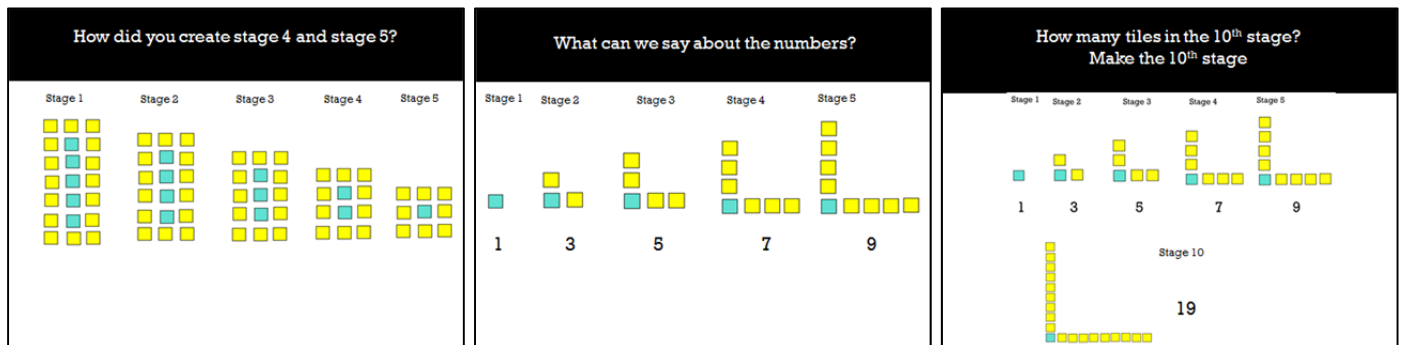 How did you create stage 4 and stage 5?
Stage 1 Stage 2 Stage 3 Stage 4 Stage 5
What can we say about the numbers?
Stage 1 Stage 2 Stage 3 Stage 4 Stage 5
1 3 5 7 9
How many tiles in the 10th stage?
Make the 10th stage
Stage 1 Stage 2 Stage 3 Stage 4 Stage 5
1 3 5 7 9
Stage 10
19